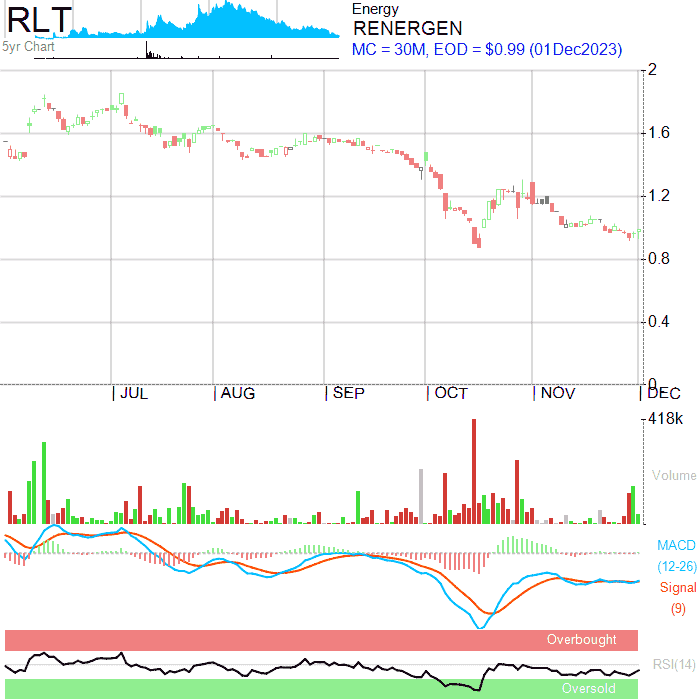 RLT
5yr Chart
Energy
RENERGEN
MC = 30M, EOD = $0.99 (01Dec2023)
2
1.6
1.2
0.8
0.4
0
| JUL | AUG | SEP | OCT | NOV | DEC
418k
Volume
MACD
(12-26)
Signal
(9)
Overbought
RSI(14)
Oversold